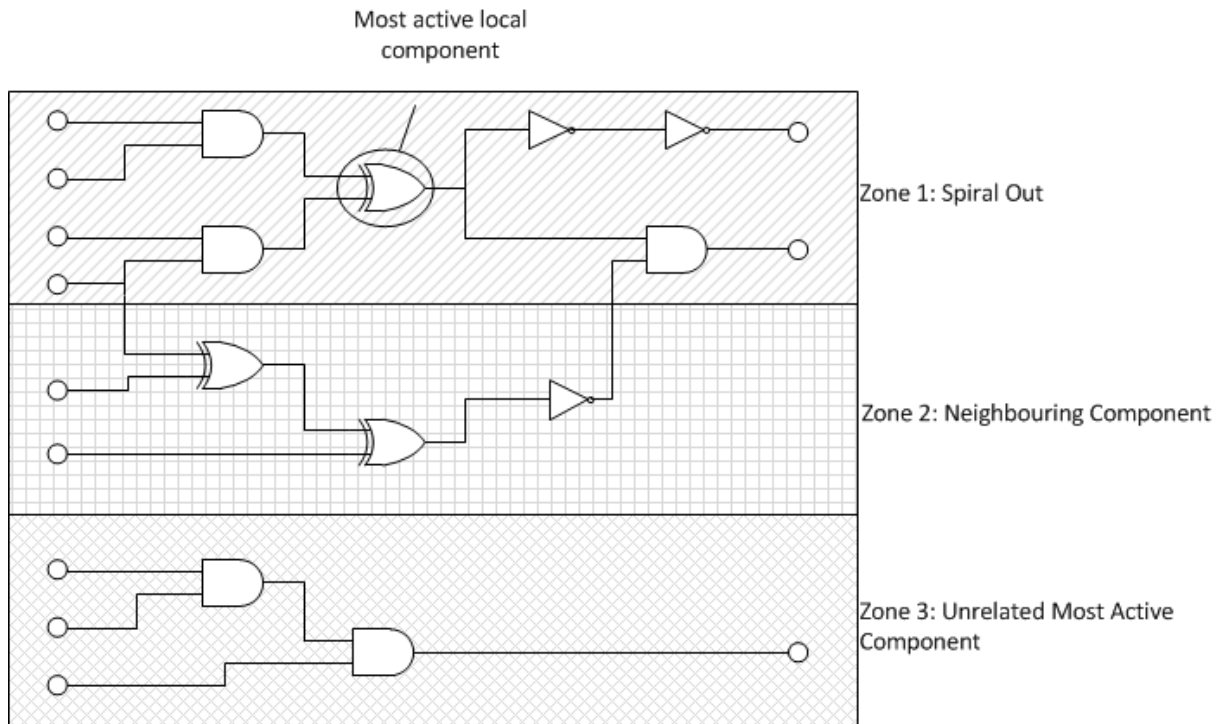 Most active local
component
Zone 1: Spiral Out
Zone 2: Neighbouring Component
Zone 3: Unrelated Most Active
Component